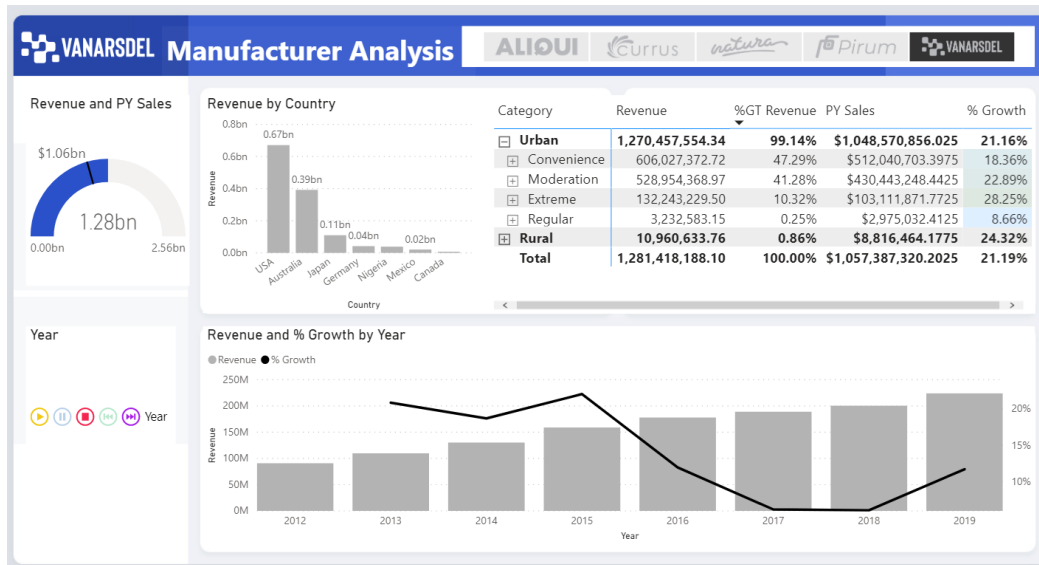 VANARSDEL Manufacturer Analysis
ALIQUI
Currus
natura
Pirum
VANARSDEL
Revenue and PY Sales
$1.06bn
1.28bn
0.00bn
2.56bn
Year
Year
Revenue by Country
0.8bn
0.6bn
0.4bn
0.2bn
0.0bn
Revenue
0.67bn
0.39bn
0.11bn
0.04bn
0.02bn
USA
Australia
Japan
Germany
Nigeria
Mexico
Canada
Country
Category Revenue %GT Revenue PY Sales % Growth
Urban 1,270,457,554.34 99.14% $1,048,570,856.025 21.16%
Convenience 606,027,372.72 47.29% $512,040,703.3975 18.36%
Moderation 528,954,368.97 41.28% $430,443,248.4425 22.89%
Extreme 132,243,229.50 10.32% $103,111,871.7725 28.25%
Regular 3,232,583.15 0.25% $2,975,032.4125 8.66%
Rural 10,960,633.76 0.86% $8,816,464.1775 24.32%
Total 1,281,418,188.10 100.00% $1,057,387,320.2025 21.19%
Revenue and % Growth by Year
Revenue % Growth
250M
200M
150M
100M
50M
0M
Revenue
20%
15%
10%
2012 2013 2014 2015 2016 2017 2018 2019
Year